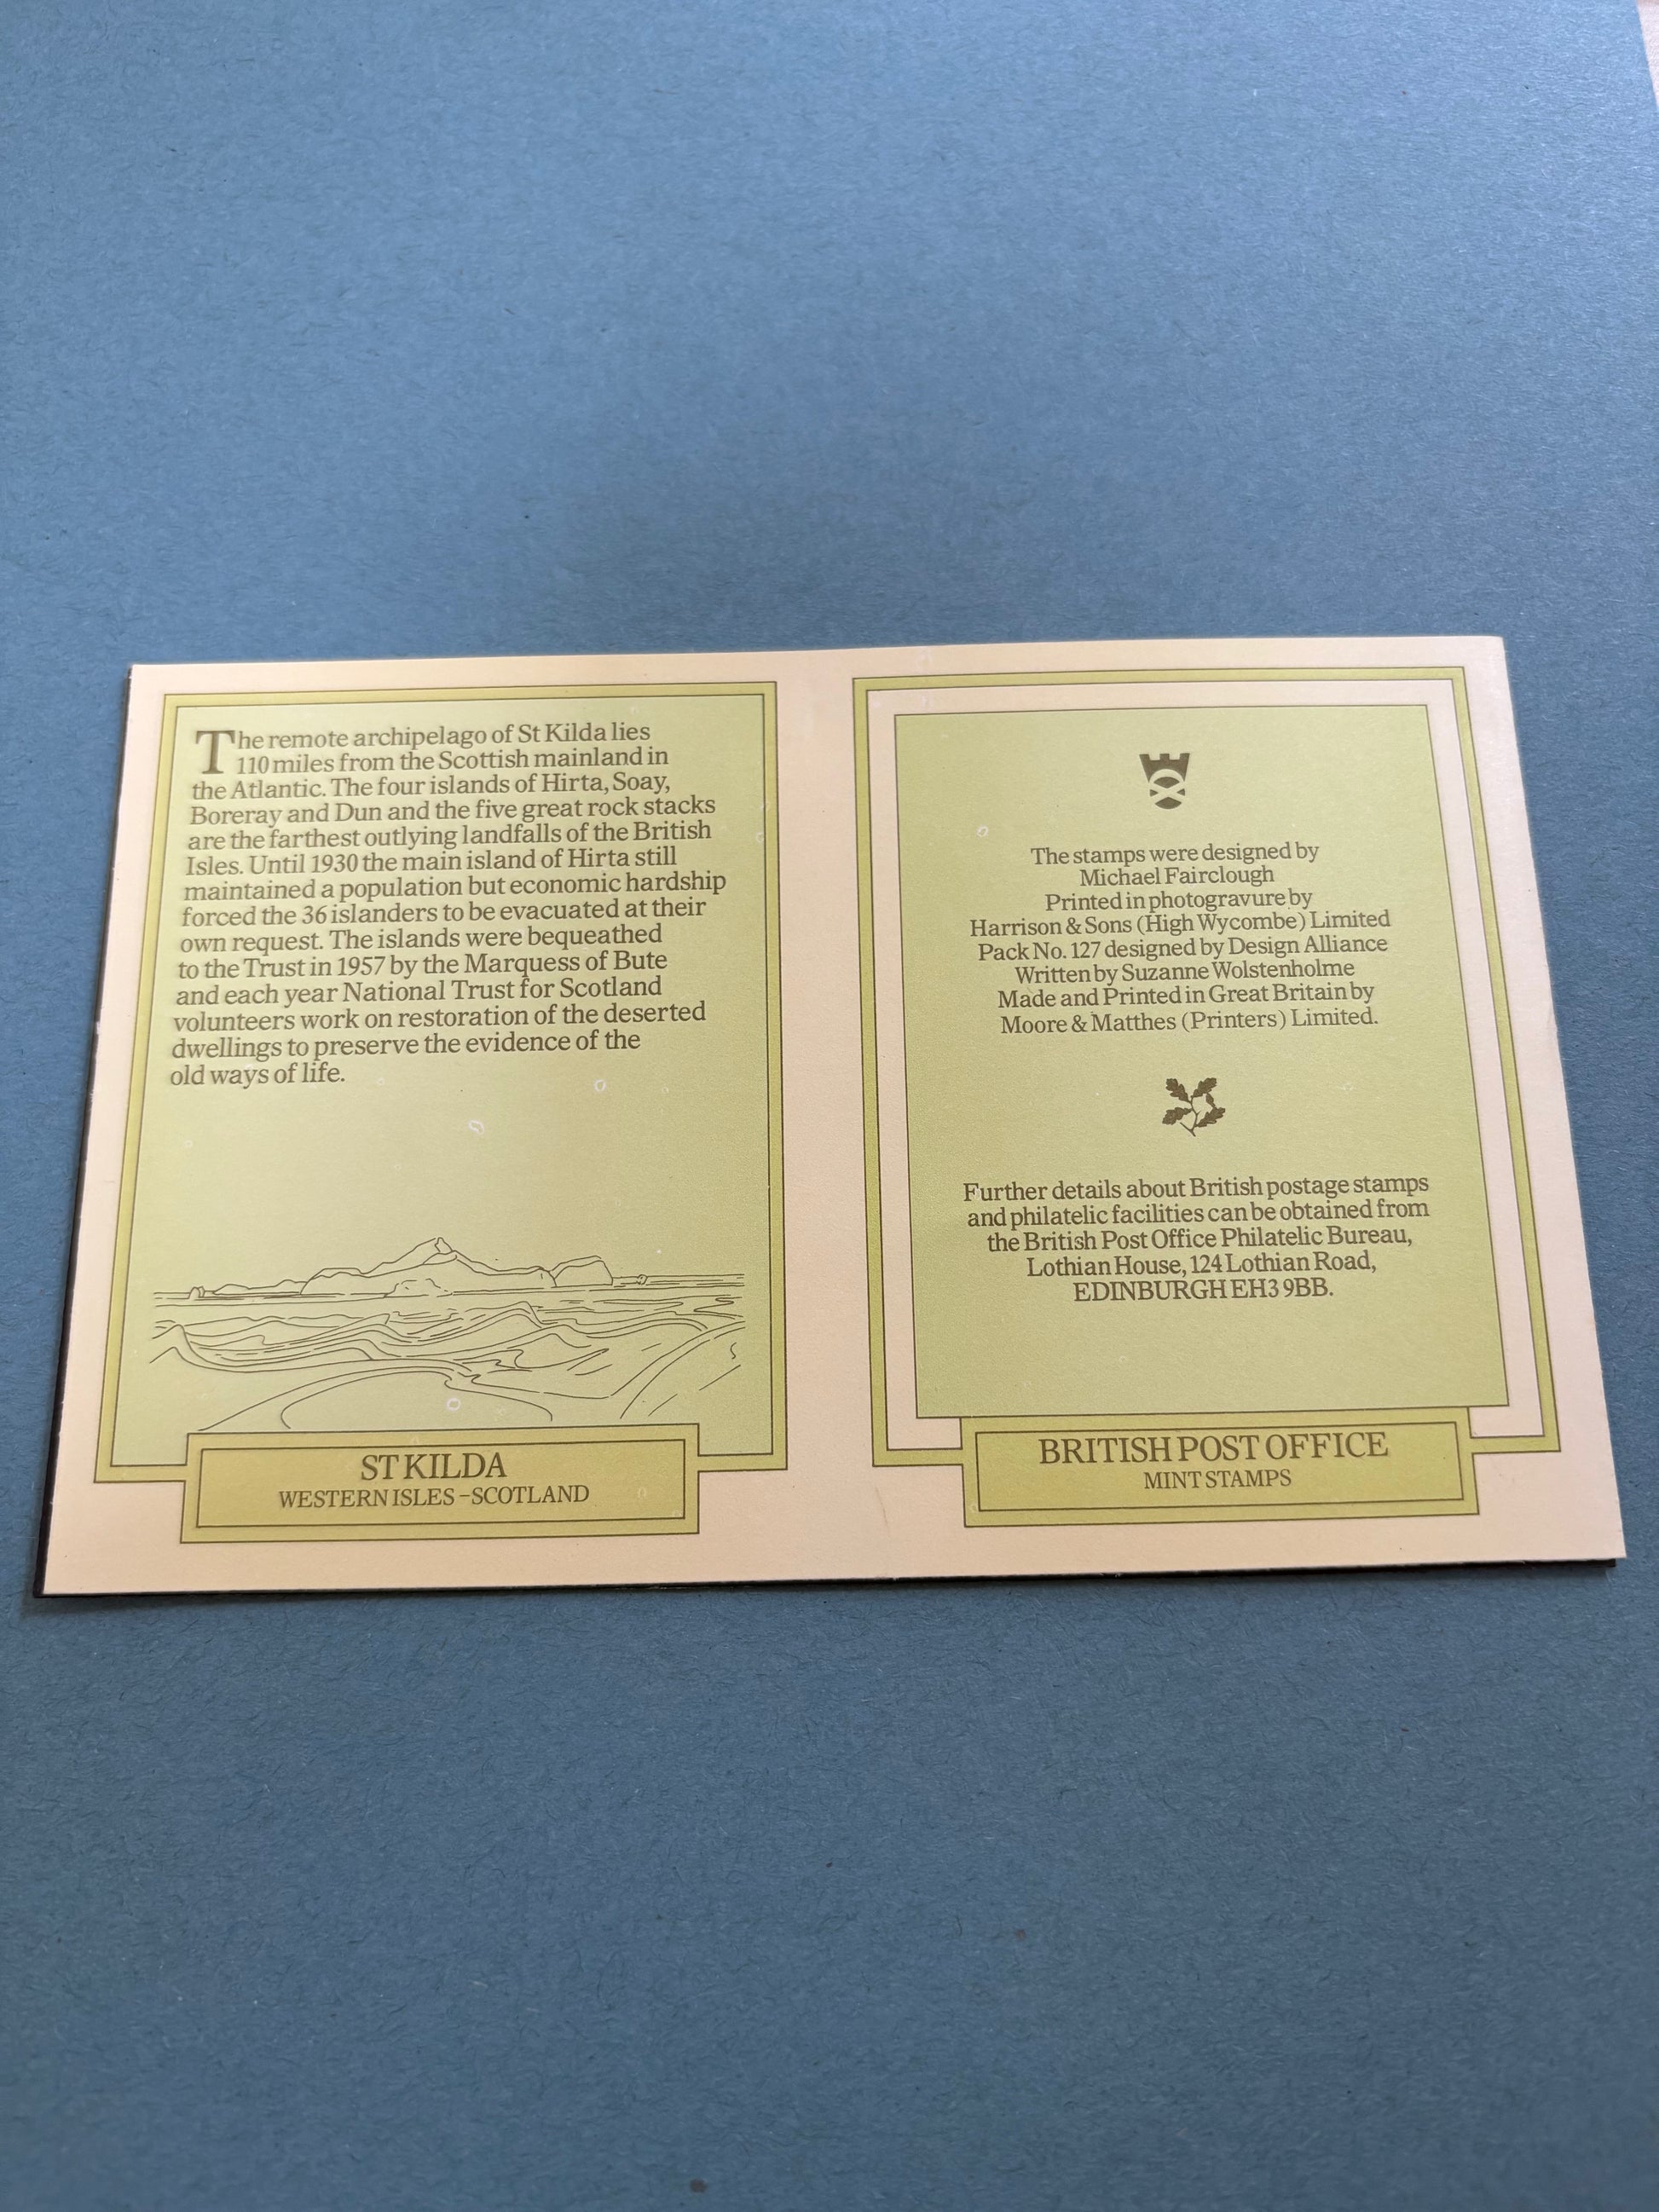 The remote archipelago of St Kilda lies
110 miles from the Scottish mainland in
the Atlantic. The four islands of Hirta, Soay,
Boreray and Dun and the five great rock stacks
are the farthest outlying landfalls of the British
Isles. Until 1930 the main island of Hirta still
maintained a population but economic hardship
forced the 36 islanders to be evacuated at their
own request. The islands were bequeathed
to the Trust in 1957 by the Marquess of Bute
and each year National Trust for Scotland
volunteers work on restoration of the deserted
dwellings to preserve the evidence of the
old ways of life.
ST KILDA
WESTERN ISLES – SCOTLAND
The stamps were designed by
Michael Fairclough
Printed in photogravure by
Harrison & Sons (High Wycombe) Limited
Pack No. 127 designed by Design Alliance
Written by Suzanne Wolstenholme
Made and Printed in Great Britain by
Moore & Matthes (Printers) Limited.
Further details about British postage stamps
and philatelic facilities can be obtained from
the British Post Office Philatelic Bureau,
Lothian House, 124 Lothian Road,
EDINBURGH EH3 9BB.
BRITISH POST OFFICE
MINT STAMPS